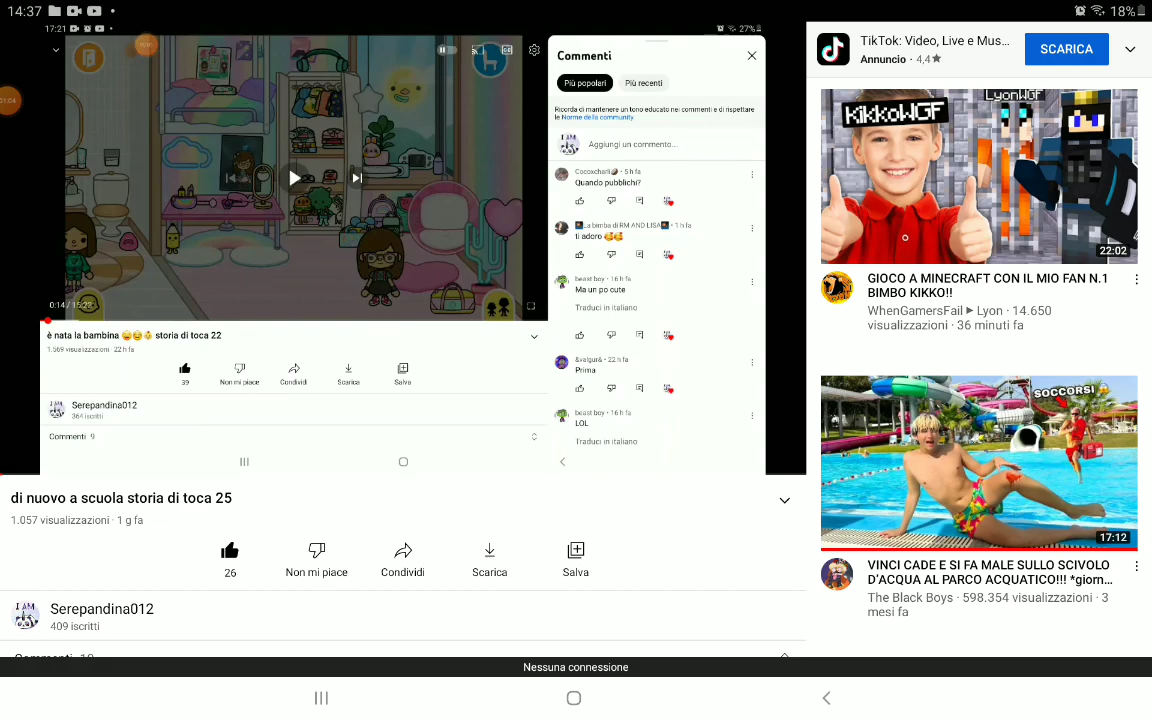 14:37
18%
17:21
27%
01:04
Commenti
Più popolari
Più recenti
Ricorda di mantenere un tono educato nei commenti e di rispettare
le Norme della community
I AM
Aggiungi un commento...
Cocoxcharli🥥 • 5 h fa
Quando pubblichi?
La bimba di RM AND LISA • 1 h fa
ti adoro 🥰🥰
beast boy • 16 h fa
Ma un po cute
Traduci in italiano
&valgur& • 22 h fa
Prima
beast boy • 16 h fa
LOL
Traduci in italiano
0:14 / 15:22
è nata la bambina 😄😊👶 storia di toca 22
1.569 visualizzazioni · 22 h fa
39
Non mi piace
Condividi
Scarica
Salva
Serepandina012
364 iscritti
Commenti 9
di nuovo a scuola storia di toca 25
1.057 visualizzazioni · 1 g fa
26
Non mi piace
Condividi
Scarica
Salva
I AM
Serepandina012
409 iscritti
Nessuna connessione
TikTok: Video, Live e Mus...
Annuncio · 4,4★
SCARICA
KikkoWGF
LyonWGF
22:02
GIOCO A MINECRAFT CON IL MIO FAN N.1
BIMBO KIKKO!!
WhenGamersFail ► Lyon · 14.650
visualizzazioni · 36 minuti fa
SOCCORSI
17:12
VINCI CADE E SI FA MALE SULLO SCIVOLO
D'ACQUA AL PARCO ACQUATICO!!! *giorn...
The Black Boys · 598.354 visualizzazioni · 3
mesi fa